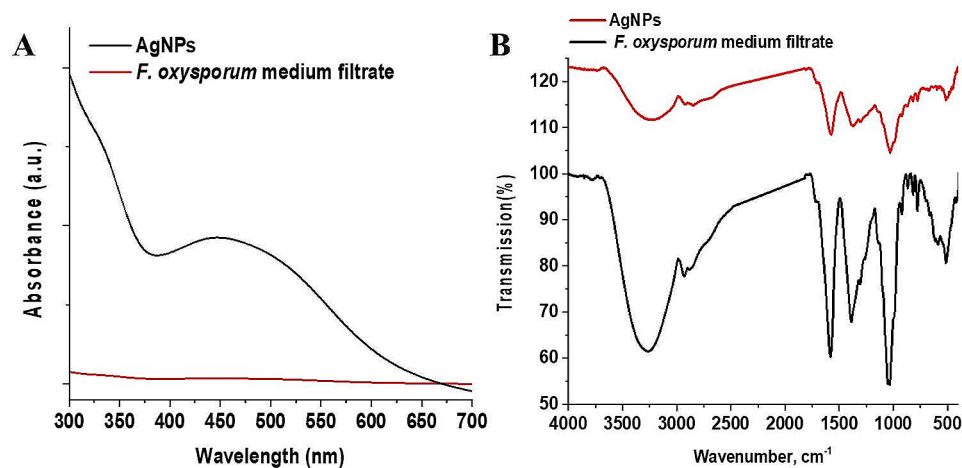 A
AgNPs
F. oxysporum medium filtrate
Absorbance (a.u.)
300 350 400 450 500 550 600 650 700
Wavelength (nm)
B
AgNPs
F. oxysporum medium filtrate
120
110
100
90
80
70
60
50
Transmission(%)
4000 3500 3000 2500 2000 1500 1000 500
Wavenumber, cm⁻¹